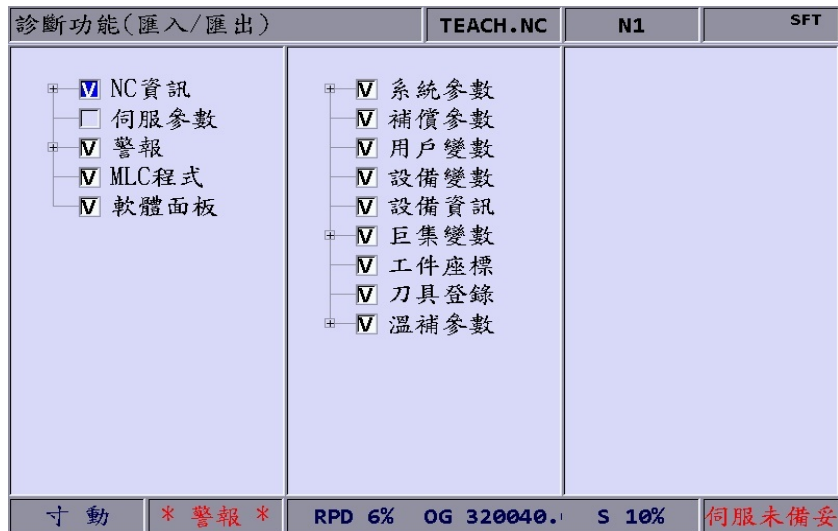 診斷功能(匯入/匯出) TEACH.NC N1 SFT
V NC資訊
伺服參數
V 警報
V MLC程式
V 軟體面板
V 系統參數
V 補償參數
V 用戶變數
V 設備變數
V 設備資訊
V 巨集變數
V 工件座標
V 刀具登錄
V 溫補參數
寸動 * 警報 * RPD 6% OG 320040. S 10% 伺服未備妥